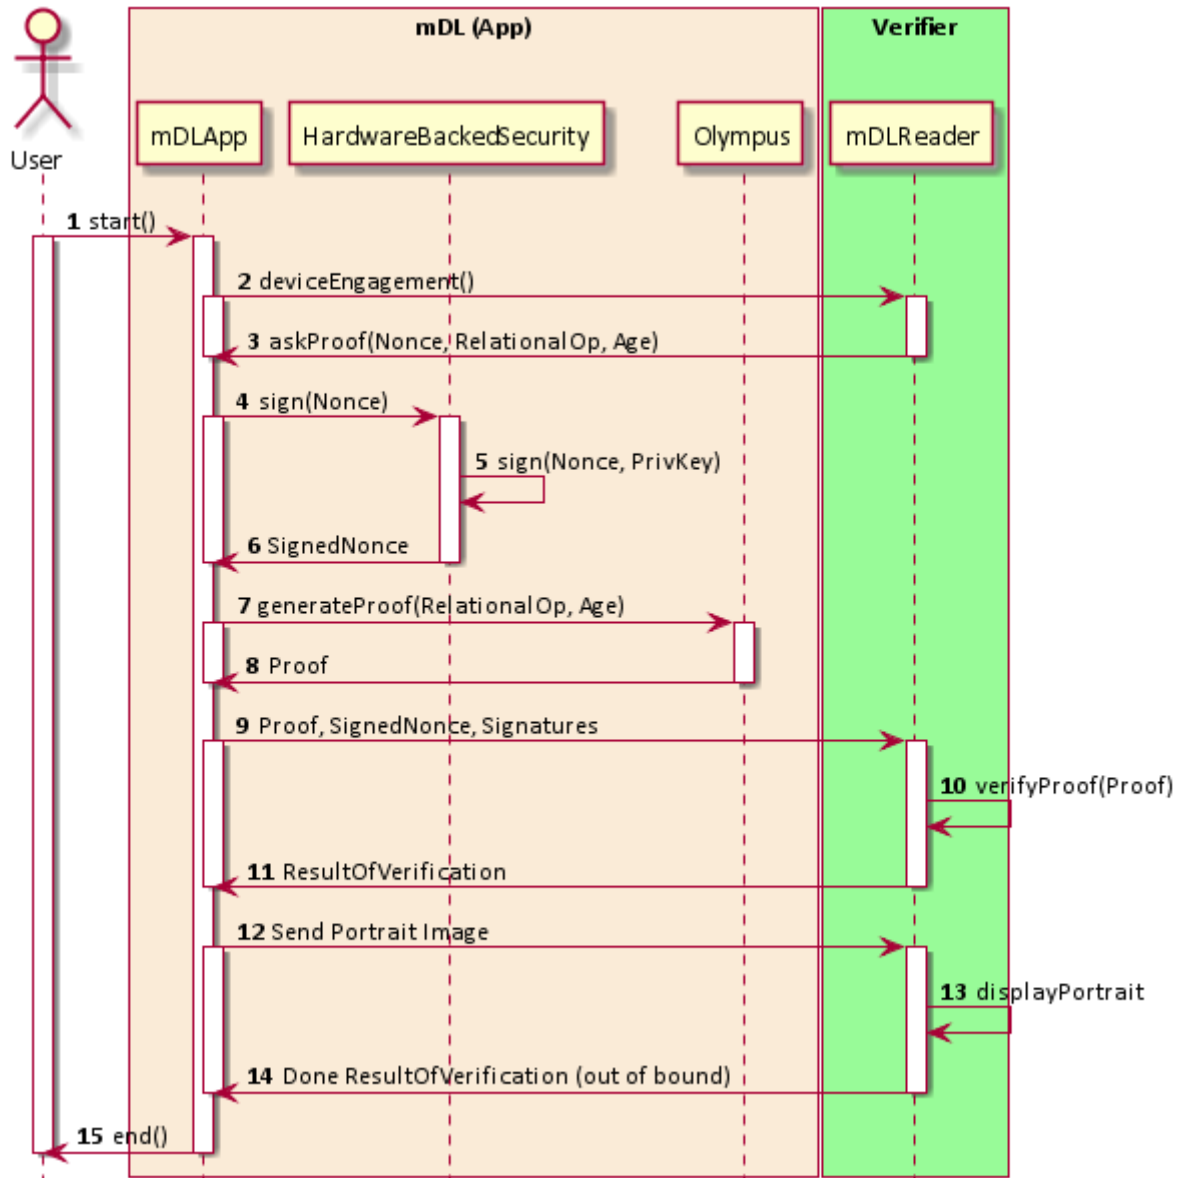 mDL (App)
Verifier
User
mDLApp
HardwareBackedSecurity
Olympus
mDLReader
1 start()
2 deviceEngagement()
3 askProof(Nonce, RelationalOp, Age)
4 sign(Nonce)
5 sign(Nonce, PrivKey)
6 SignedNonce
7 generateProof(RelationalOp, Age)
8 Proof
9 Proof, SignedNonce, Signatures
10 verifyProof(Proof)
11 ResultOfVerification
12 Send Portrait Image
13 displayPortrait
14 Done ResultOfVerification (out of bound)
15 end()